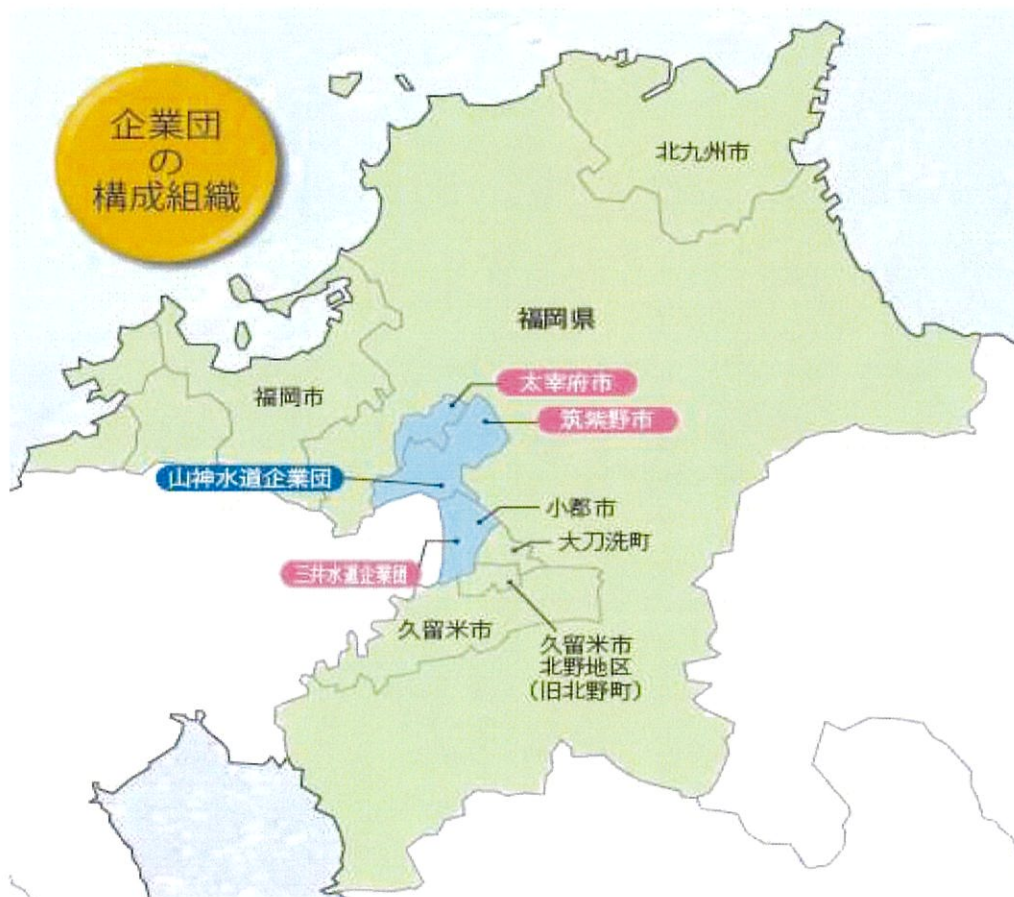 企業団
の
構成組織
北九州市
福岡県
太宰府市
福岡市
筑紫野市
山神水道企業団
小郡市
大刀洗町
三井水道企業団
久留米市
久留米市
北野地区
(旧北野町)